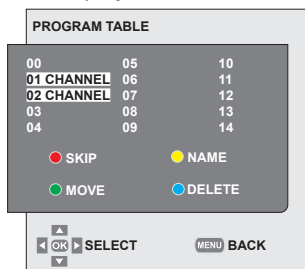 PROGRAM TABLE
00 05 10
01 CHANNEL 06 11
02 CHANNEL 07 12
03 08 13
04 09 14
SKIP NAME
MOVE DELETE
OK SELECT MENU BACK